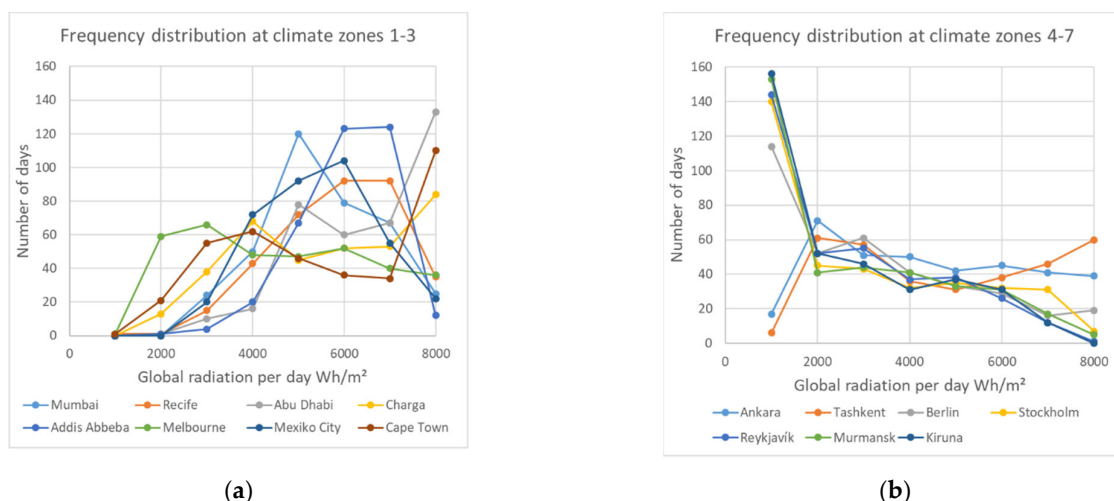 Frequency distribution at climate zones 1-3
160
140
120
100
80
60
40
20
0
Number of days
0 2000 4000 6000 8000
Global radiation per day Wh/m²
Mumbai Recife Abu Dhabi Charga
Addis Abbeba Melbourne Mexiko City Cape Town
(a)
Frequency distribution at climate zones 4-7
160
140
120
100
80
60
40
20
0
Number of days
0 2000 4000 6000 8000
Global radiation per day Wh/m²
Ankara Tashkent Berlin Stockholm
Reykjavík Murmansk Kiruna
(b)